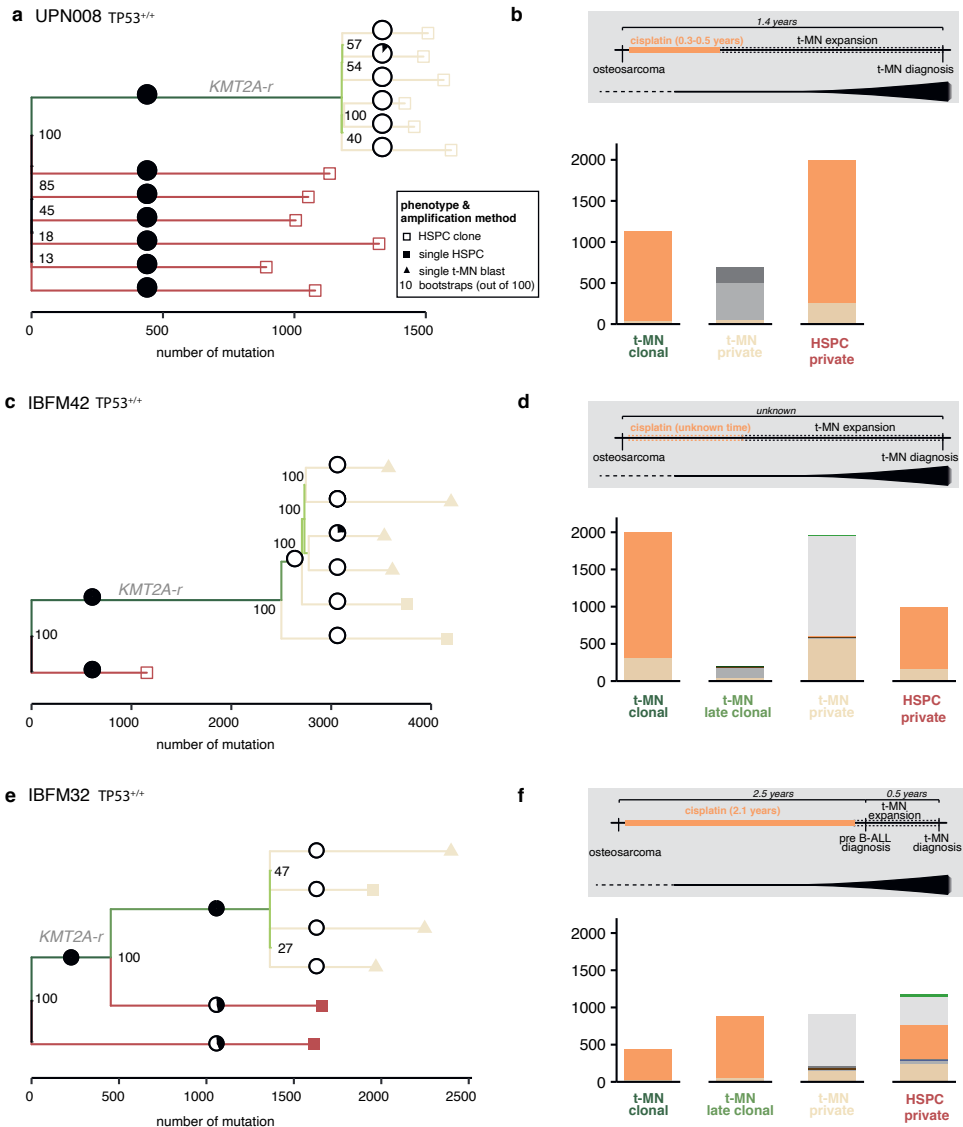 a UPN008 TP53+/+
57
54
KMT2A-r
100
40
100
85
45
18
13
phenotype &
amplification method
HSPC clone
single HSPC
single t-MN blast
10 bootstraps (out of 100)
0 500 1000 1500
number of mutation
b
1.4 years
cisplatin (0.3-0.5 years) t-MN expansion
osteosarcoma t-MN diagnosis
2000
1500
1000
500
0
t-MN clonal
t-MN private
HSPC private
c IBFM42 TP53+/+
100
100
100
KMT2A-r
100
100
0 1000 2000 3000 4000
number of mutation
d
unknown
cisplatin (unknown time) t-MN expansion
osteosarcoma t-MN diagnosis
2000
1500
1000
500
0
t-MN clonal
t-MN late clonal
t-MN private
HSPC private
e IBFM32 TP53+/+
47
27
KMT2A-r
100
100
0 500 1000 1500 2000 2500
number of mutation
f
2.5 years 0.5 years
cisplatin (2.1 years) t-MN expansion
osteosarcoma
pre B-ALL diagnosis
t-MN diagnosis
2000
1500
1000
500
0
t-MN clonal
t-MN late clonal
t-MN private
HSPC private